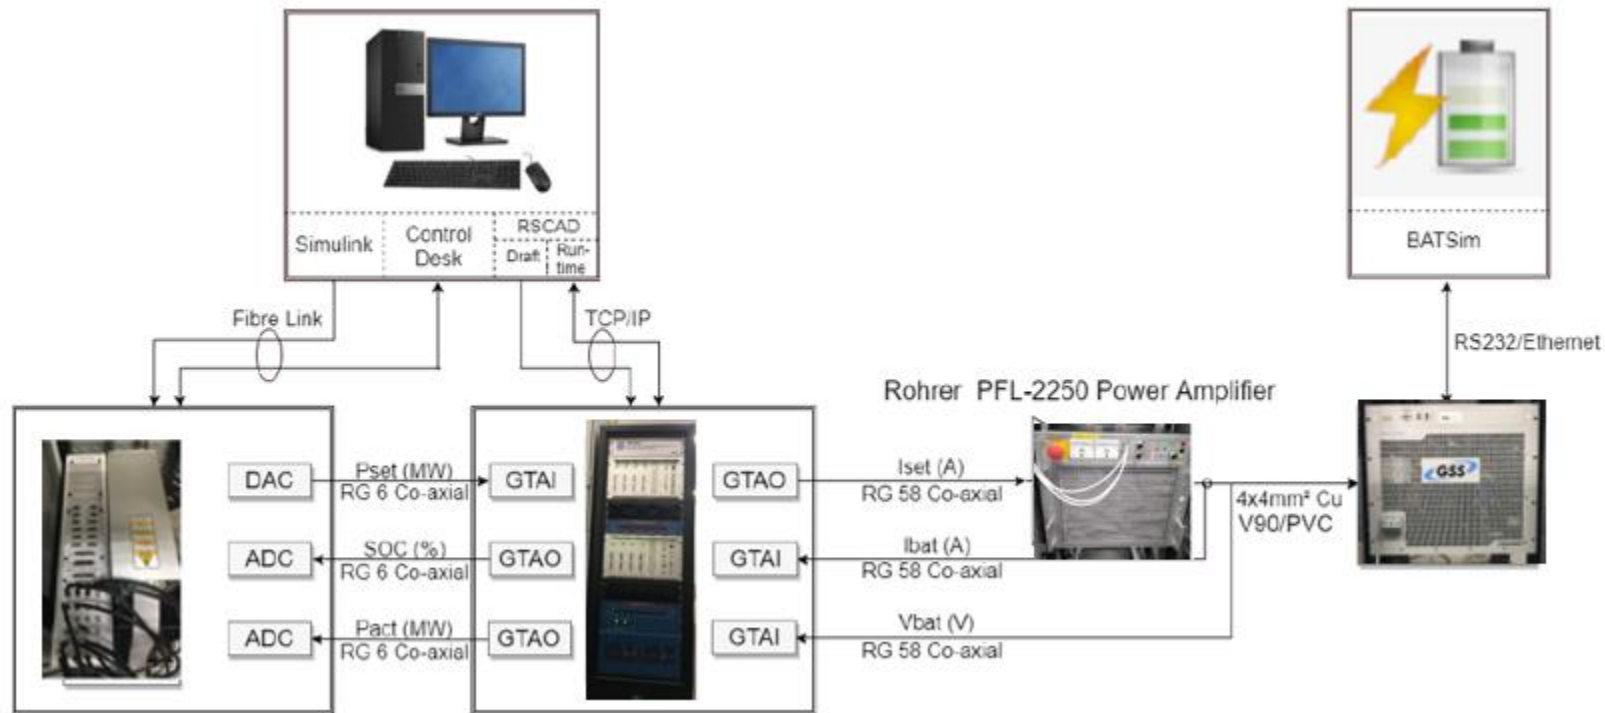 Simulink
Control
Desk
RSCAD
Draft
Run-
time
BATSim
Fibre Link
TCP/IP
RS232/Ethernet
Rohrer PFL-2250 Power Amplifier
DAC
Pset (MW)
RG 6 Co-axial
GTAI
GTAO
Iset (A)
RG 58 Co-axial
4x4mm² Cu
V90/PVC
GSS
ADC
SOC (%)
RG 6 Co-axial
GTAO
GTAI
Ibat (A)
RG 58 Co-axial
ADC
Pact (MW)
RG 6 Co-axial
GTAO
GTAI
Vbat (V)
RG 58 Co-axial